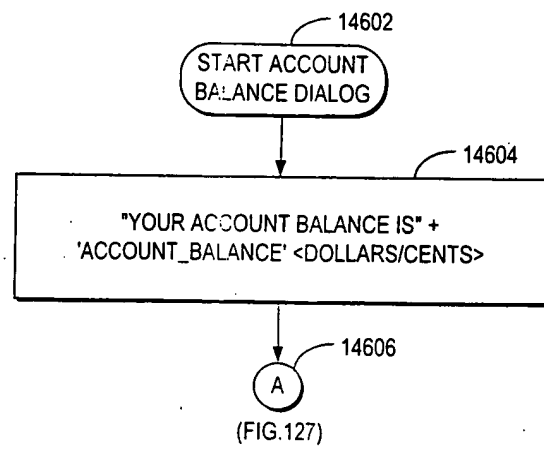 14602
START ACCOUNT
BALANCE DIALOG
14604
"YOUR ACCOUNT BALANCE IS" +
'ACCOUNT_BALANCE' <DOLLARS/CENTS>
14606
A
(FIG.127)